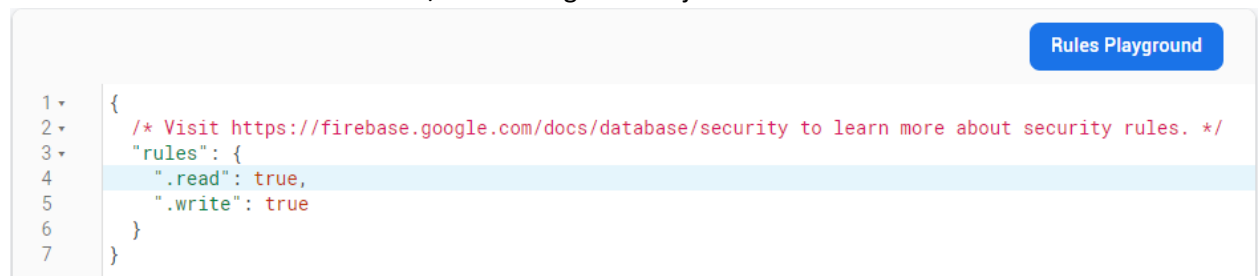 Rules Playground
1 {
2 /* Visit https://firebase.google.com/docs/database/security to learn more about security rules. */
3 "rules": {
4 ".read": true,
5 ".write": true
6 }
7 }